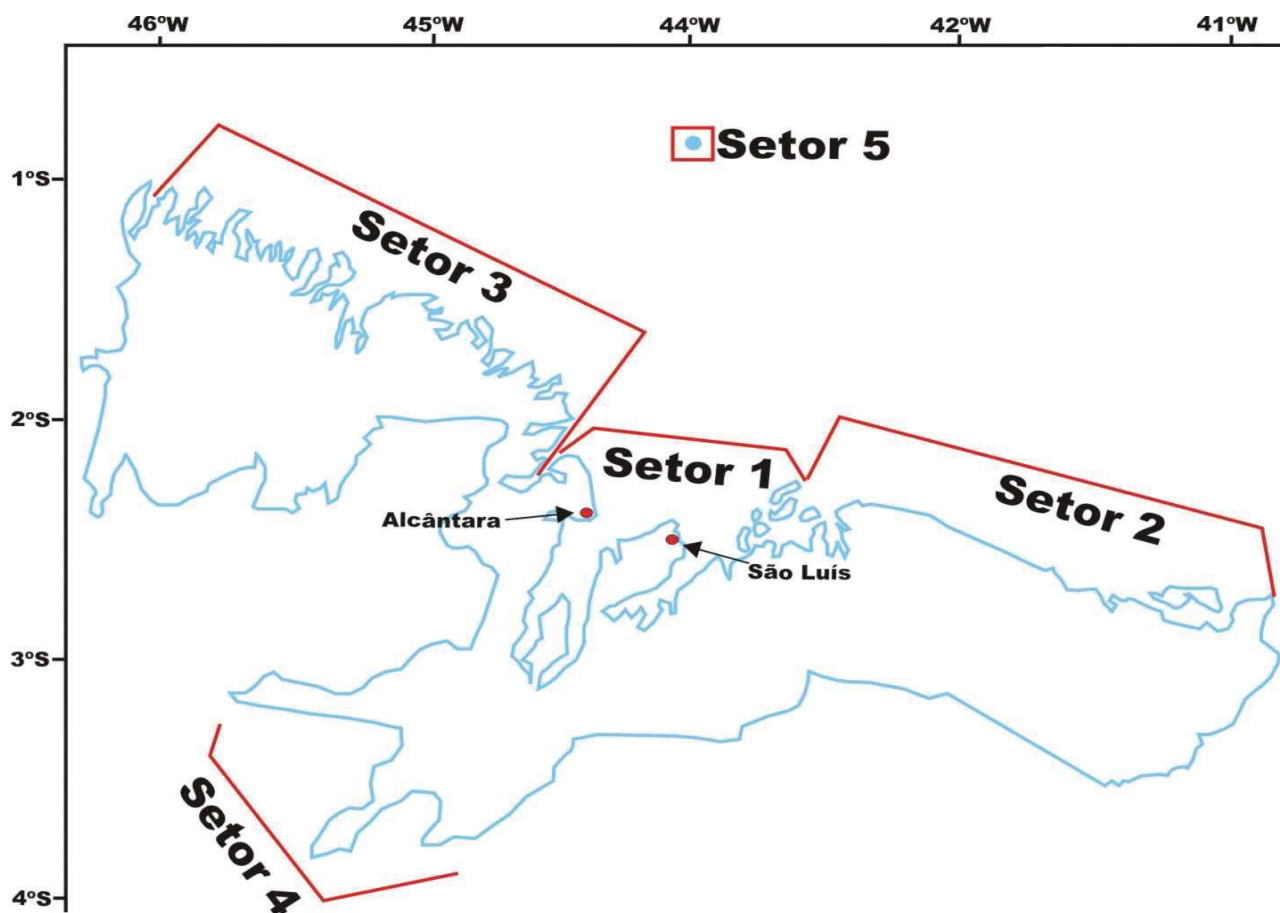 46ºW 45ºW 44ºW 42ºW 41ºW
Setor 5
1ºS
Setor 3
2ºS
Setor 1
Setor 2
Alcântara
São Luís
3ºS
Setor 4
4ºS